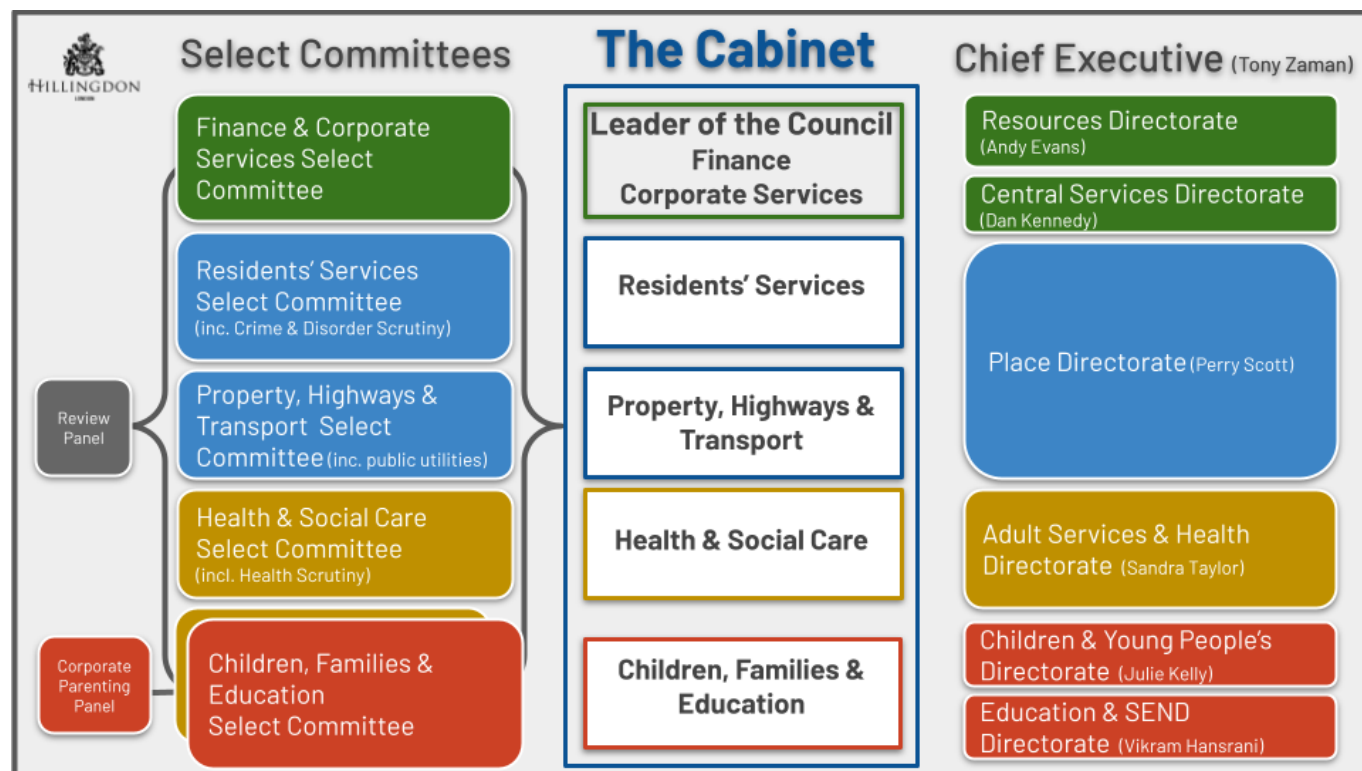 HILLINGDON
LONDON
Select Committees
The Cabinet
Chief Executive (Tony Zaman)
Review
Panel
Corporate
Parenting
Panel
Finance & Corporate
Services Select
Committee
Residents’ Services
Select Committee
(inc. Crime & Disorder Scrutiny)
Property, Highways &
Transport Select
Committee (inc. public utilities)
Health & Social Care
Select Committee
(incl. Health Scrutiny)
Children, Families &
Education
Select Committee
Leader of the Council
Finance
Corporate Services
Residents’ Services
Property, Highways &
Transport
Health & Social Care
Children, Families &
Education
Resources Directorate
(Andy Evans)
Central Services Directorate
(Dan Kennedy)
Place Directorate (Perry Scott)
Adult Services & Health
Directorate (Sandra Taylor)
Children & Young People’s
Directorate (Julie Kelly)
Education & SEND
Directorate (Vikram Hansrani)